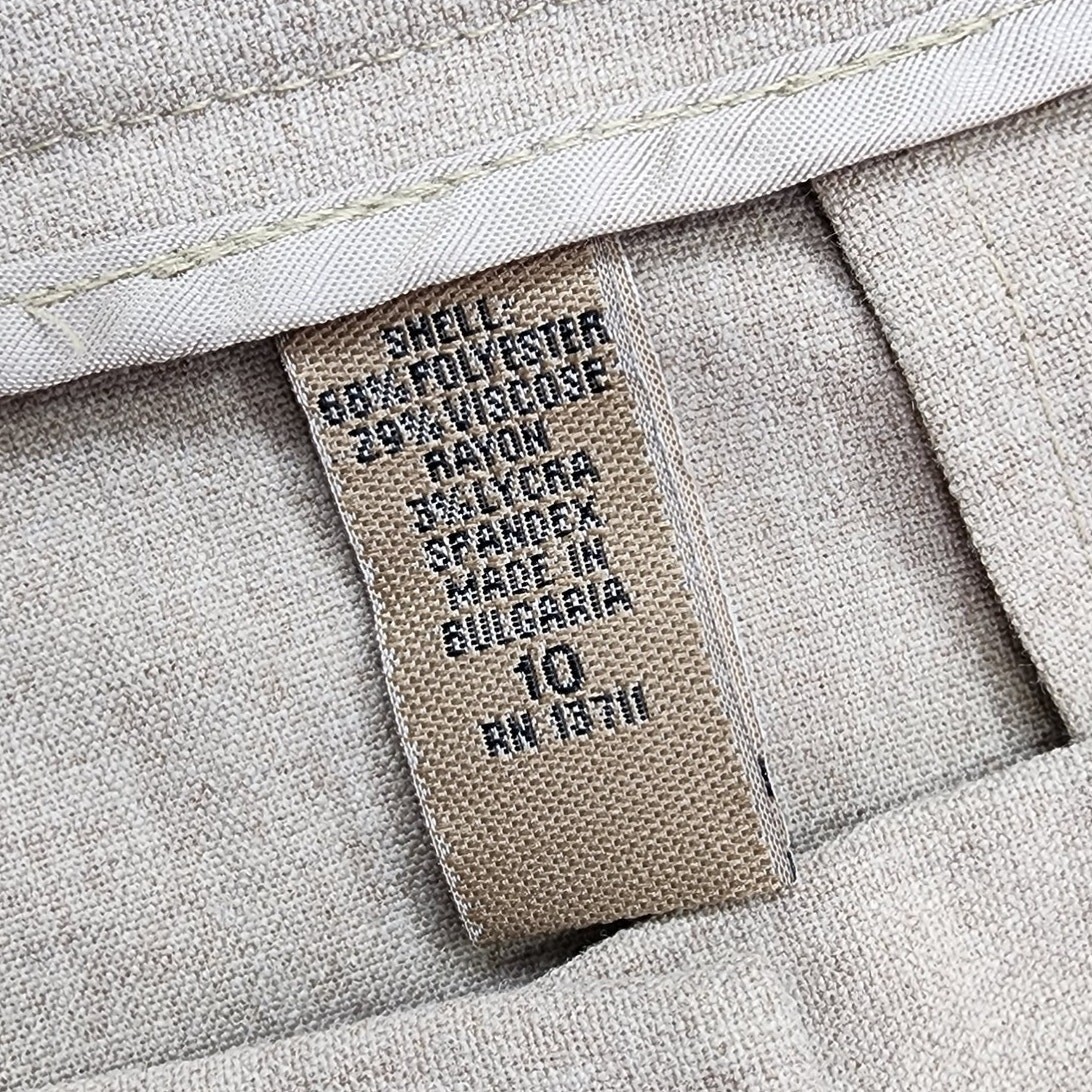 SHELL:
68% POLYESTER
29% VISCOSE
RAYON
3% LYCRA
SPANDEX
MADE IN
BULGARIA
10
RN 13711